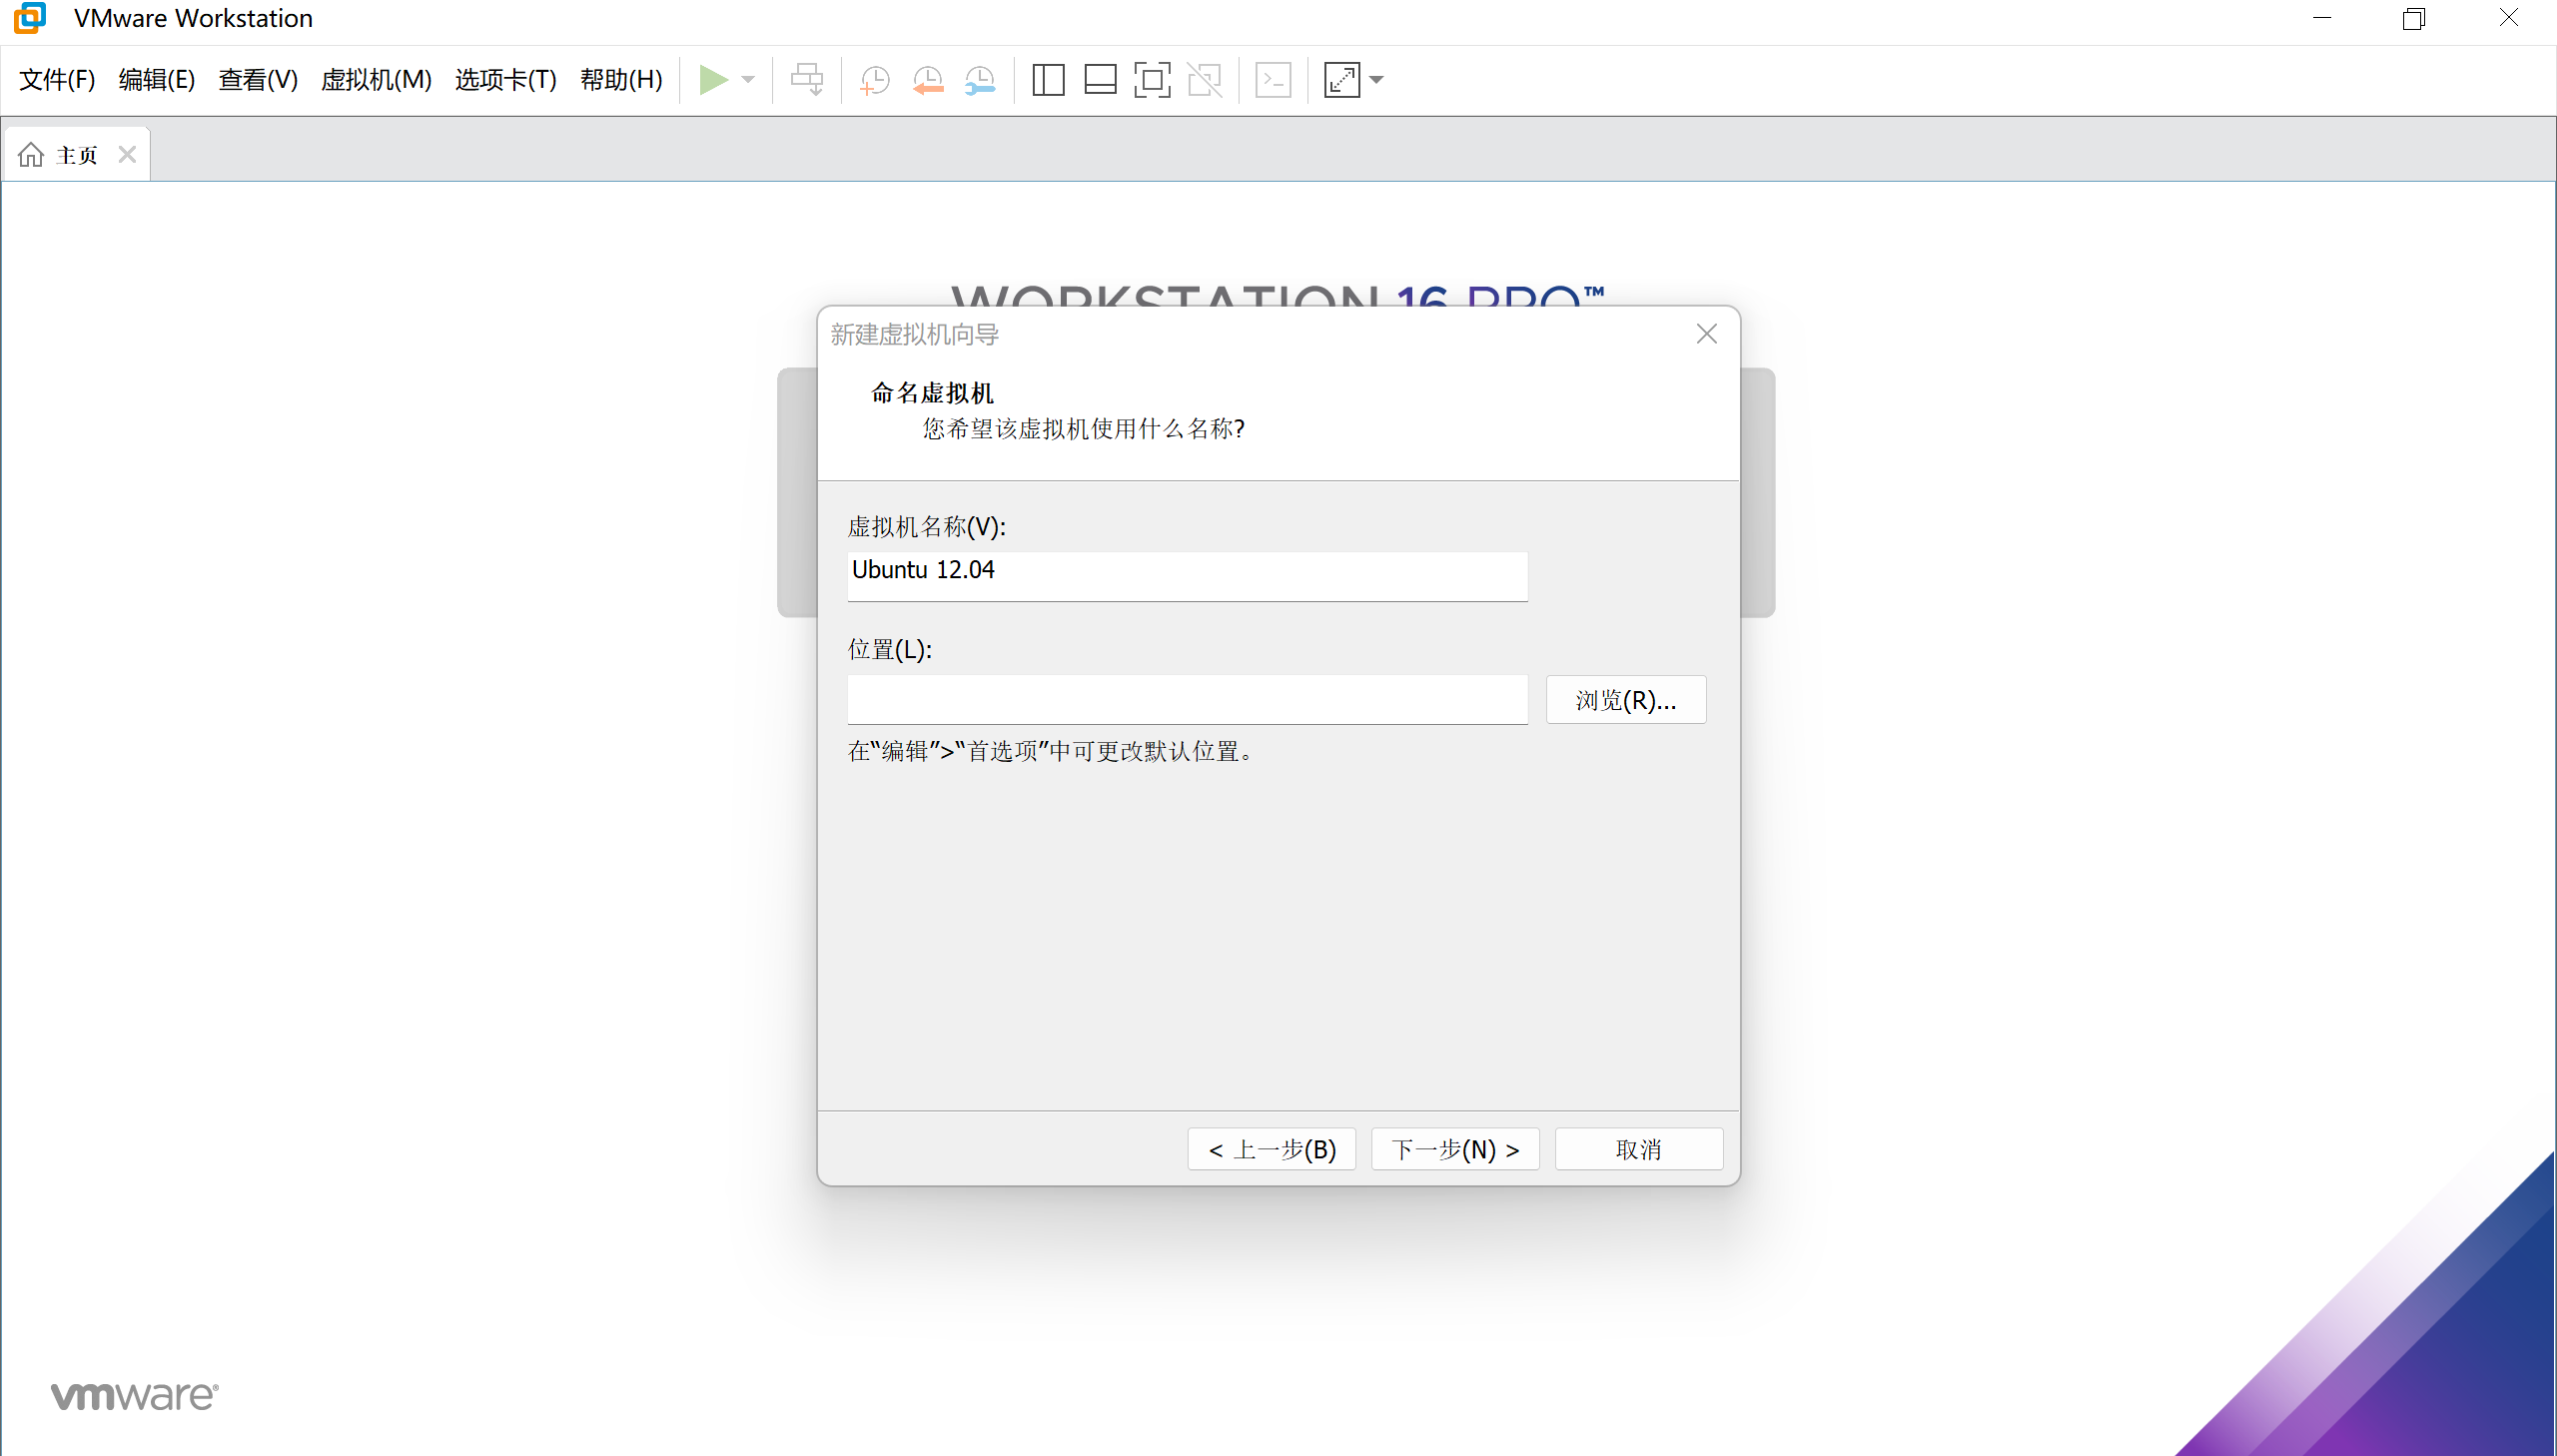 VMware Workstation
文件(F) 编辑(E) 查看(V) 虚拟机(M) 选项卡(T) 帮助(H)
主页
WORKSTATION 16 PRO™
新建虚拟机向导
命名虚拟机
您希望该虚拟机使用什么名称?
虚拟机名称(V):
Ubuntu 12.04
位置(L):
浏览(R)...
在“编辑”>“首选项”中可更改默认位置。
< 上一步(B) 下一步(N) > 取消
vmware®